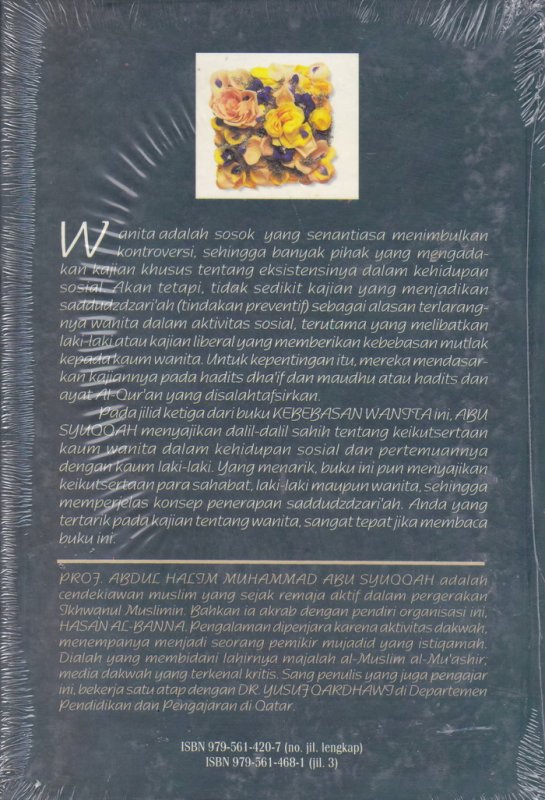 Wanita adalah sosok yang senantiasa menimbulkan
kontroversi, sehingga banyak pihak yang mengada-
kan kajian khusus tentang eksistensinya dalam kehidupan
sosial. Akan tetapi, tidak sedikit kajian yang menjadikan
saddudzdzari'ah (tindakan preventif) sebagai alasan terlarang-
nya wanita dalam aktivitas sosial, terutama yang melibatkan
laki-laki atau kajian liberal yang memberikan kebebasan mutlak
kepada kaum wanita. Untuk kepentingan itu, mereka mendasar-
kan kajiannya pada hadits dha'if dan maudhu atau hadits dan
ayat Al-Qur'an yang disalahtafsirkan.
Pada jilid ketiga dari buku KEBEBASAN WANITA ini, ABU
SYUQQAH menyajikan dalil-dalil sahih tentang keikutsertaan
kaum wanita dalam kehidupan sosial dan pertemuannya
dengan kaum laki-laki. Yang menarik, buku ini pun menyajikan
keikutsertaan para sahabat, laki-laki maupun wanita, sehingga
memperjelas konsep penerapan saddudzdzari'ah. Anda yang
tertarik pada kajian tentang wanita, sangat tepat jika membaca
buku ini.
PROF. ABDUL HALIM MUHAMMAD ABU SYUQQAH adalah
cendekiawan muslim yang sejak remaja aktif dalam pergerakan
Ikhwanul Muslimin. Bahkan ia akrab dengan pendiri organisasi ini,
HASAN AL-BANNA. Pengalaman dipenjara karena aktivitas dakwah,
menempanya menjadi seorang pemikir mujadid yang istiqamah.
Dialah yang membidani lahirnya majalah al-Muslim al-Mu'ashir,
media dakwah yang terkenal kritis. Sang penulis yang juga pengajar
ini, bekerja satu atap dengan DR. YUSUF QARDHAWI di Departemen
Pendidikan dan Pengajaran di Qatar.
ISBN 979-561-420-7 (no. jil. lengkap)
ISBN 979-561-468-1 (jil. 3)